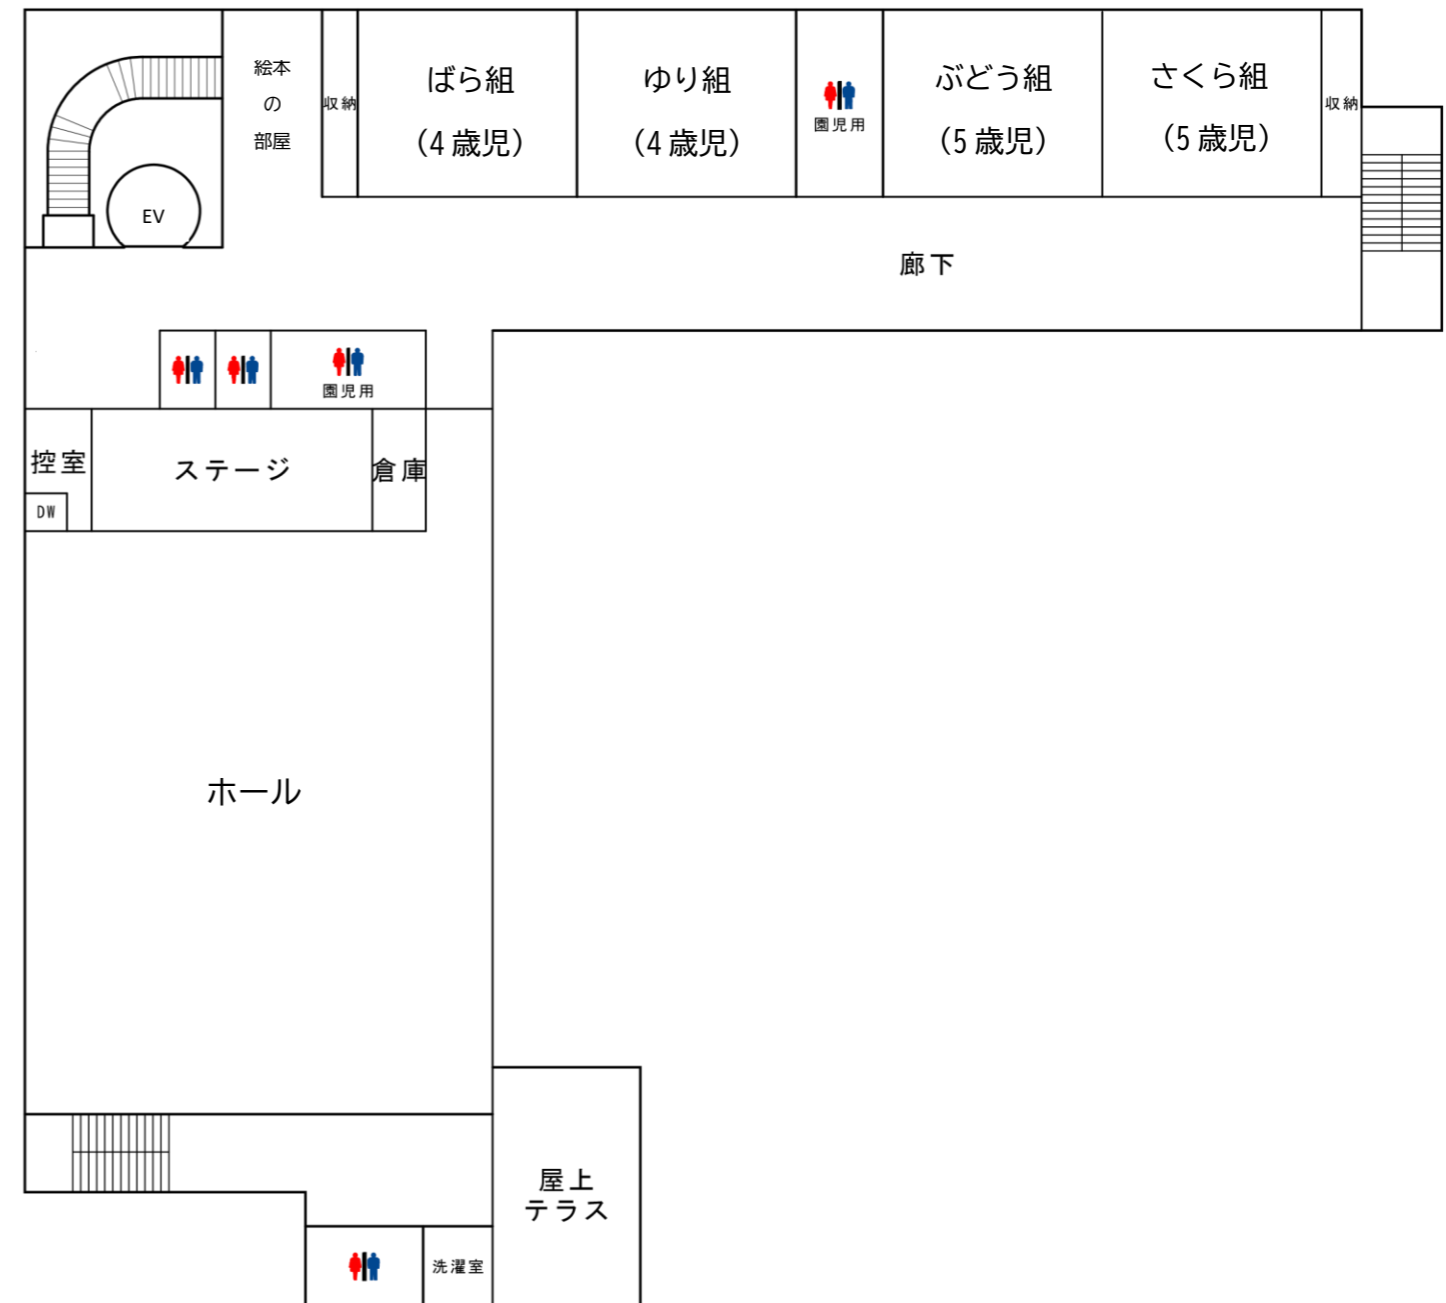 絵本
の
部屋
収納
ばら組
（4歳児）
ゆり組
（4歳児）
園児用
ぶどう組
（5歳児）
さくら組
（5歳児）
収納
EV
廊下
園児用
控室
DW
ステージ
倉庫
ホール
屋上
テラス
洗濯室